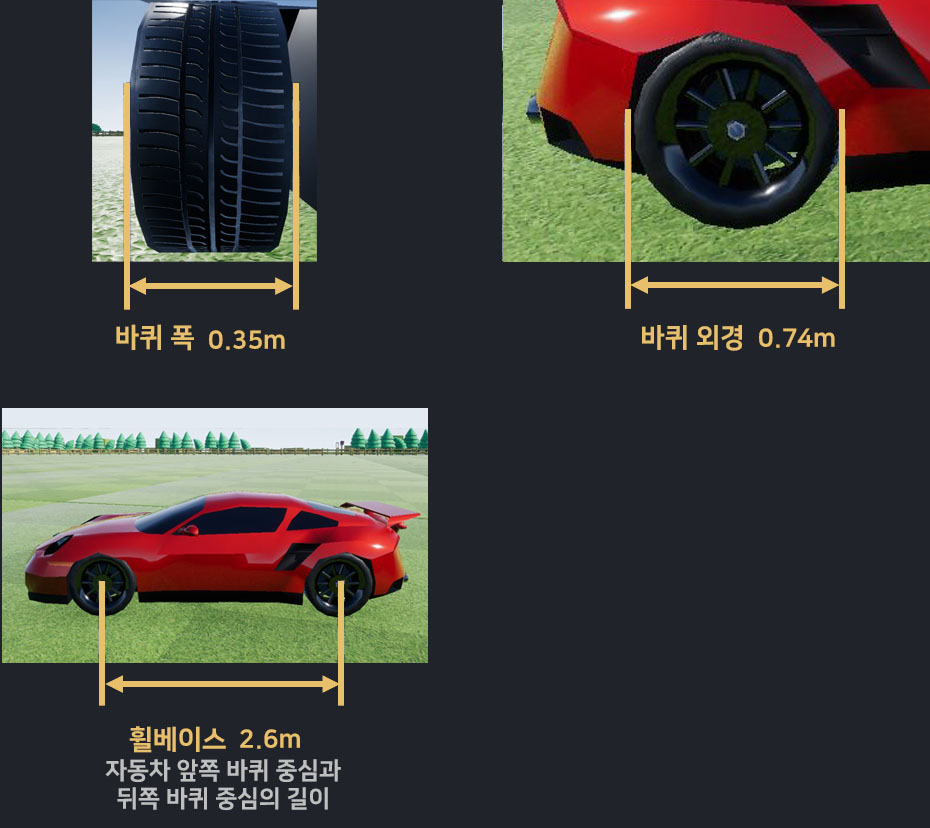 바퀴 폭 0.35m
바퀴 외경 0.74m
휠베이스 2.6m
자동차 앞쪽 바퀴 중심과
뒤쪽 바퀴 중심의 길이